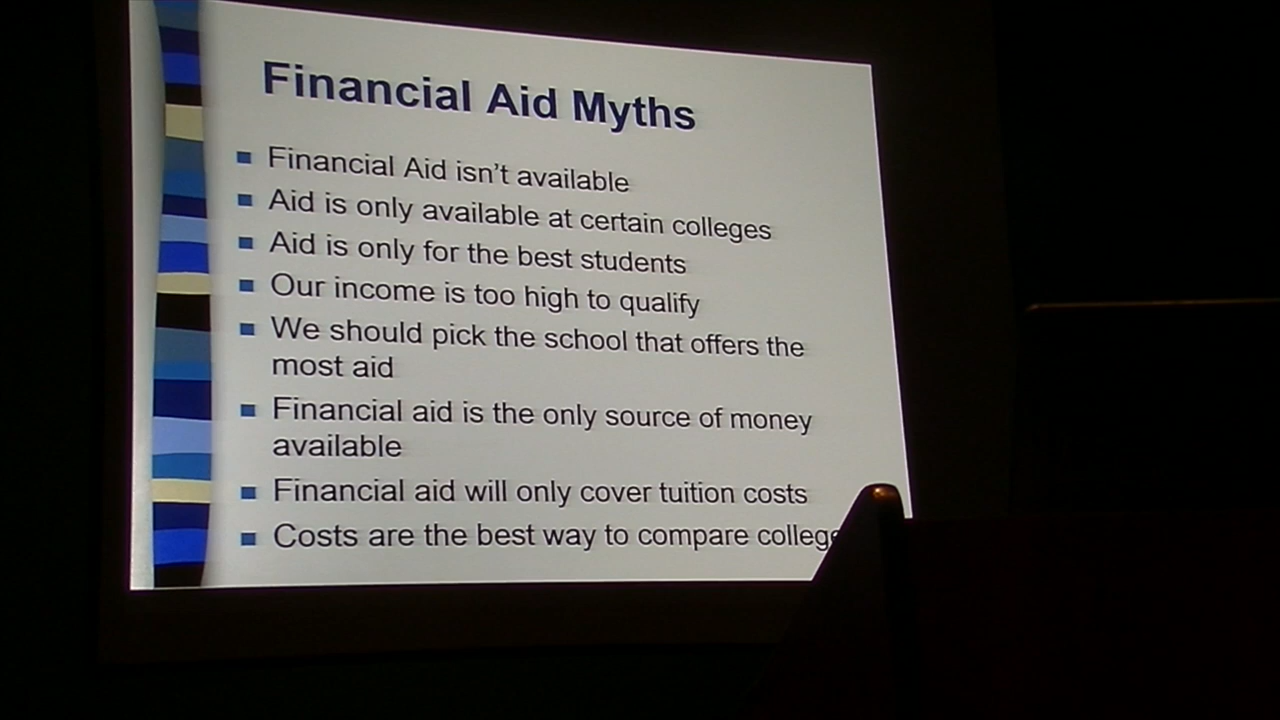 Financial Aid Myths
Financial Aid isn't available
Aid is only available at certain colleges
Aid is only for the best students
Our income is too high to qualify
We should pick the school that offers the
most aid
Financial aid is the only source of money
available
Financial aid will only cover tuition costs
Costs are the best way to compare